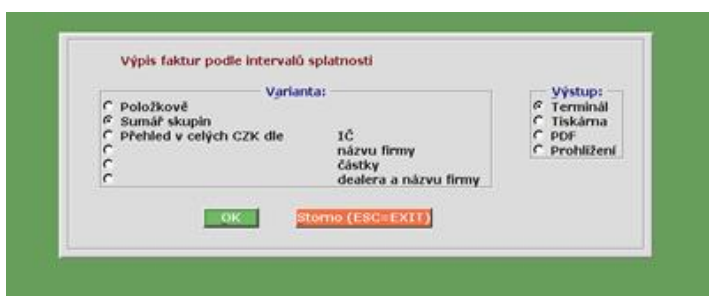 Výpis faktur podle intervalů splatnosti
Varianta:
Položkově
Sumář skupin
Přehled v celých CZK dle IČ
názvu firmy
částky
dealera a názvu firmy
Výstup:
Terminál
Tiskárna
PDF
Prohlížení
OK
Storno (ESC=EXIT)